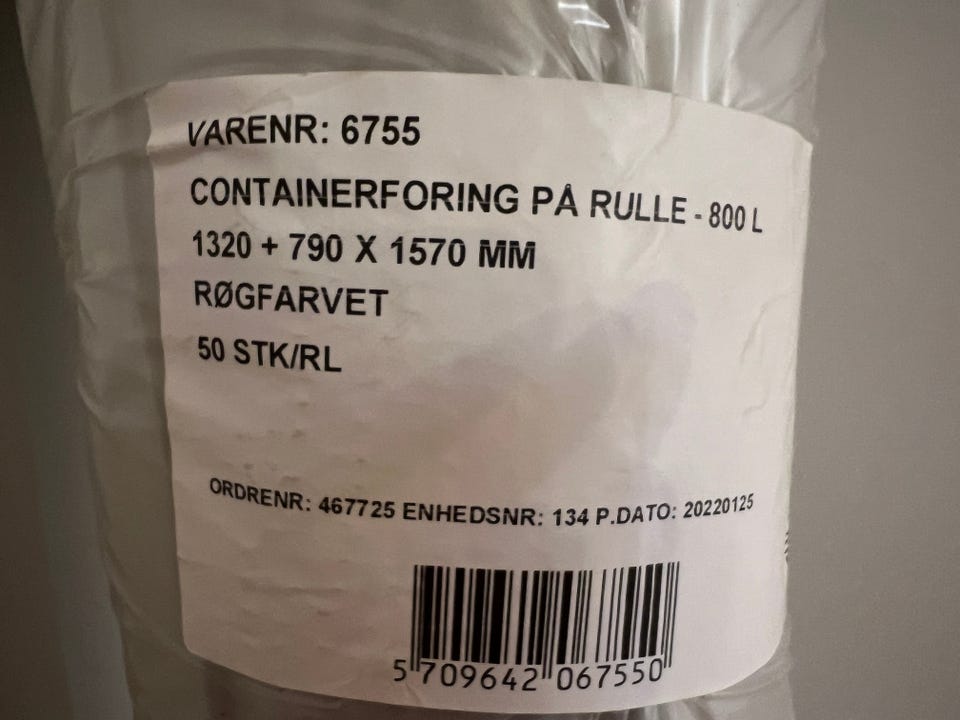 VARENR: 6755
CONTAINERFORING PÅ RULLE - 800 L
1320 + 790 X 1570 MM
RØGFARVET
50 STK/RL
ORDRENR: 467725 ENHEDSNR: 134 P.DATO: 20220125
5 709642 067550